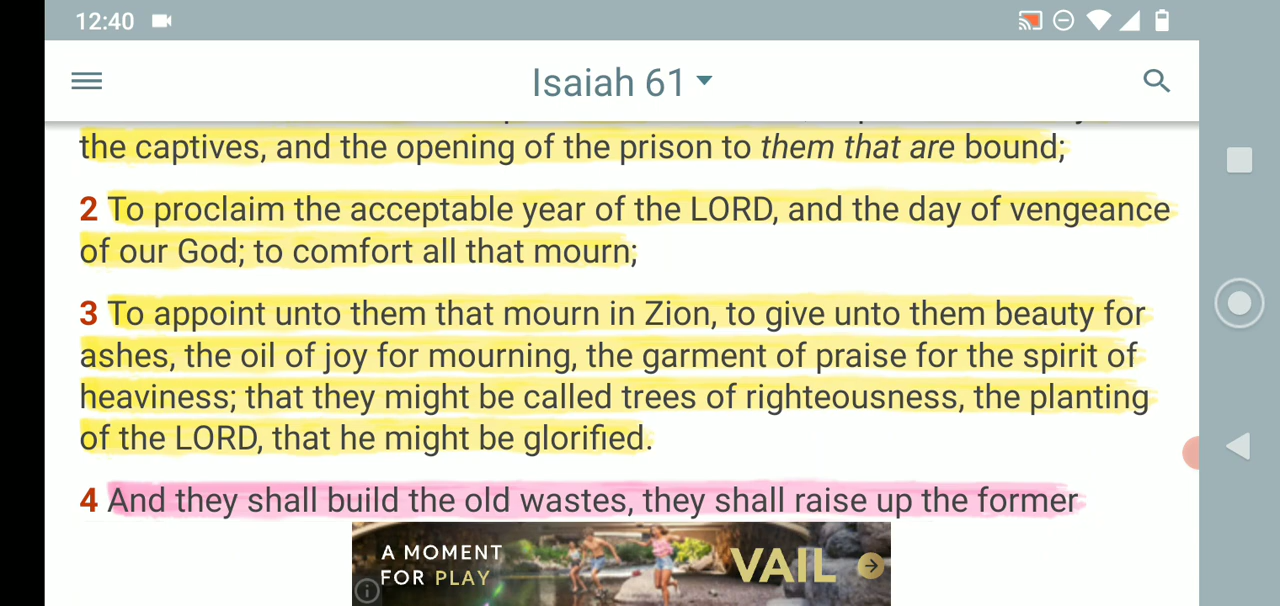 12:40
Isaiah 61
the captives, and the opening of the prison to them that are bound;
2 To proclaim the acceptable year of the LORD, and the day of vengeance
of our God; to comfort all that mourn;
3 To appoint unto them that mourn in Zion, to give unto them beauty for
ashes, the oil of joy for mourning, the garment of praise for the spirit of
heaviness; that they might be called trees of righteousness, the planting
of the LORD, that he might be glorified.
4 And they shall build the old wastes, they shall raise up the former
A MOMENT
FOR PLAY
VAIL